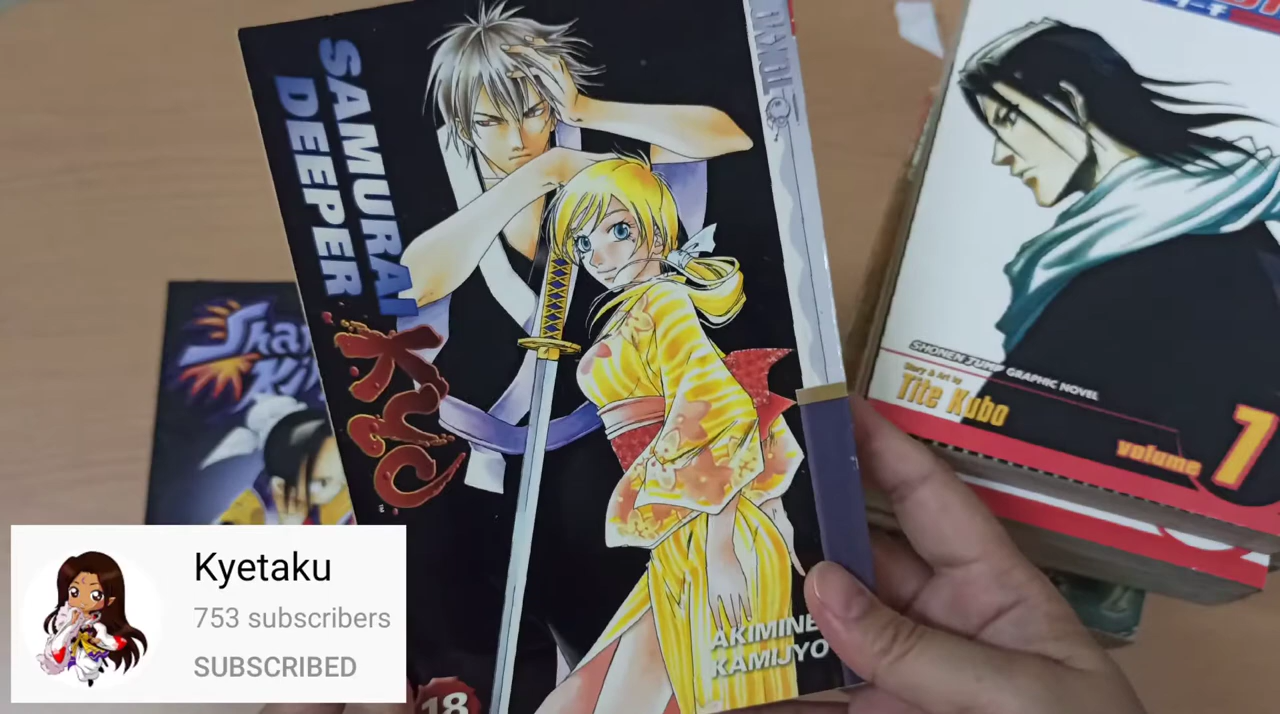 SAMURAI
DEEPER
KYO
™
18
AKIMINE
KAMIJYO
SHONEN JUMP GRAPHIC NOVEL
Story & Art by
Tite Kubo
volume 7
Kyetaku
753 subscribers
SUBSCRIBED